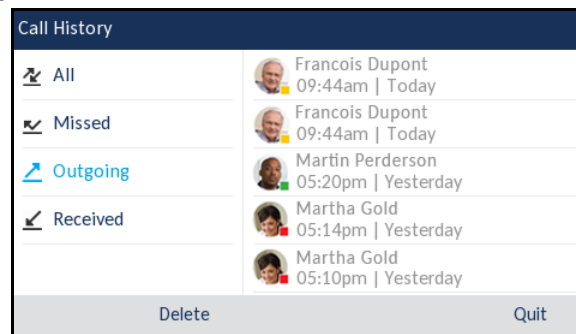 Call History
All
Missed
Outgoing
Received
Francois Dupont
09:44am | Today
Francois Dupont
09:44am | Today
Martin Perderson
05:20pm | Yesterday
Martha Gold
05:14pm | Yesterday
Martha Gold
05:10pm | Yesterday
Delete
Quit